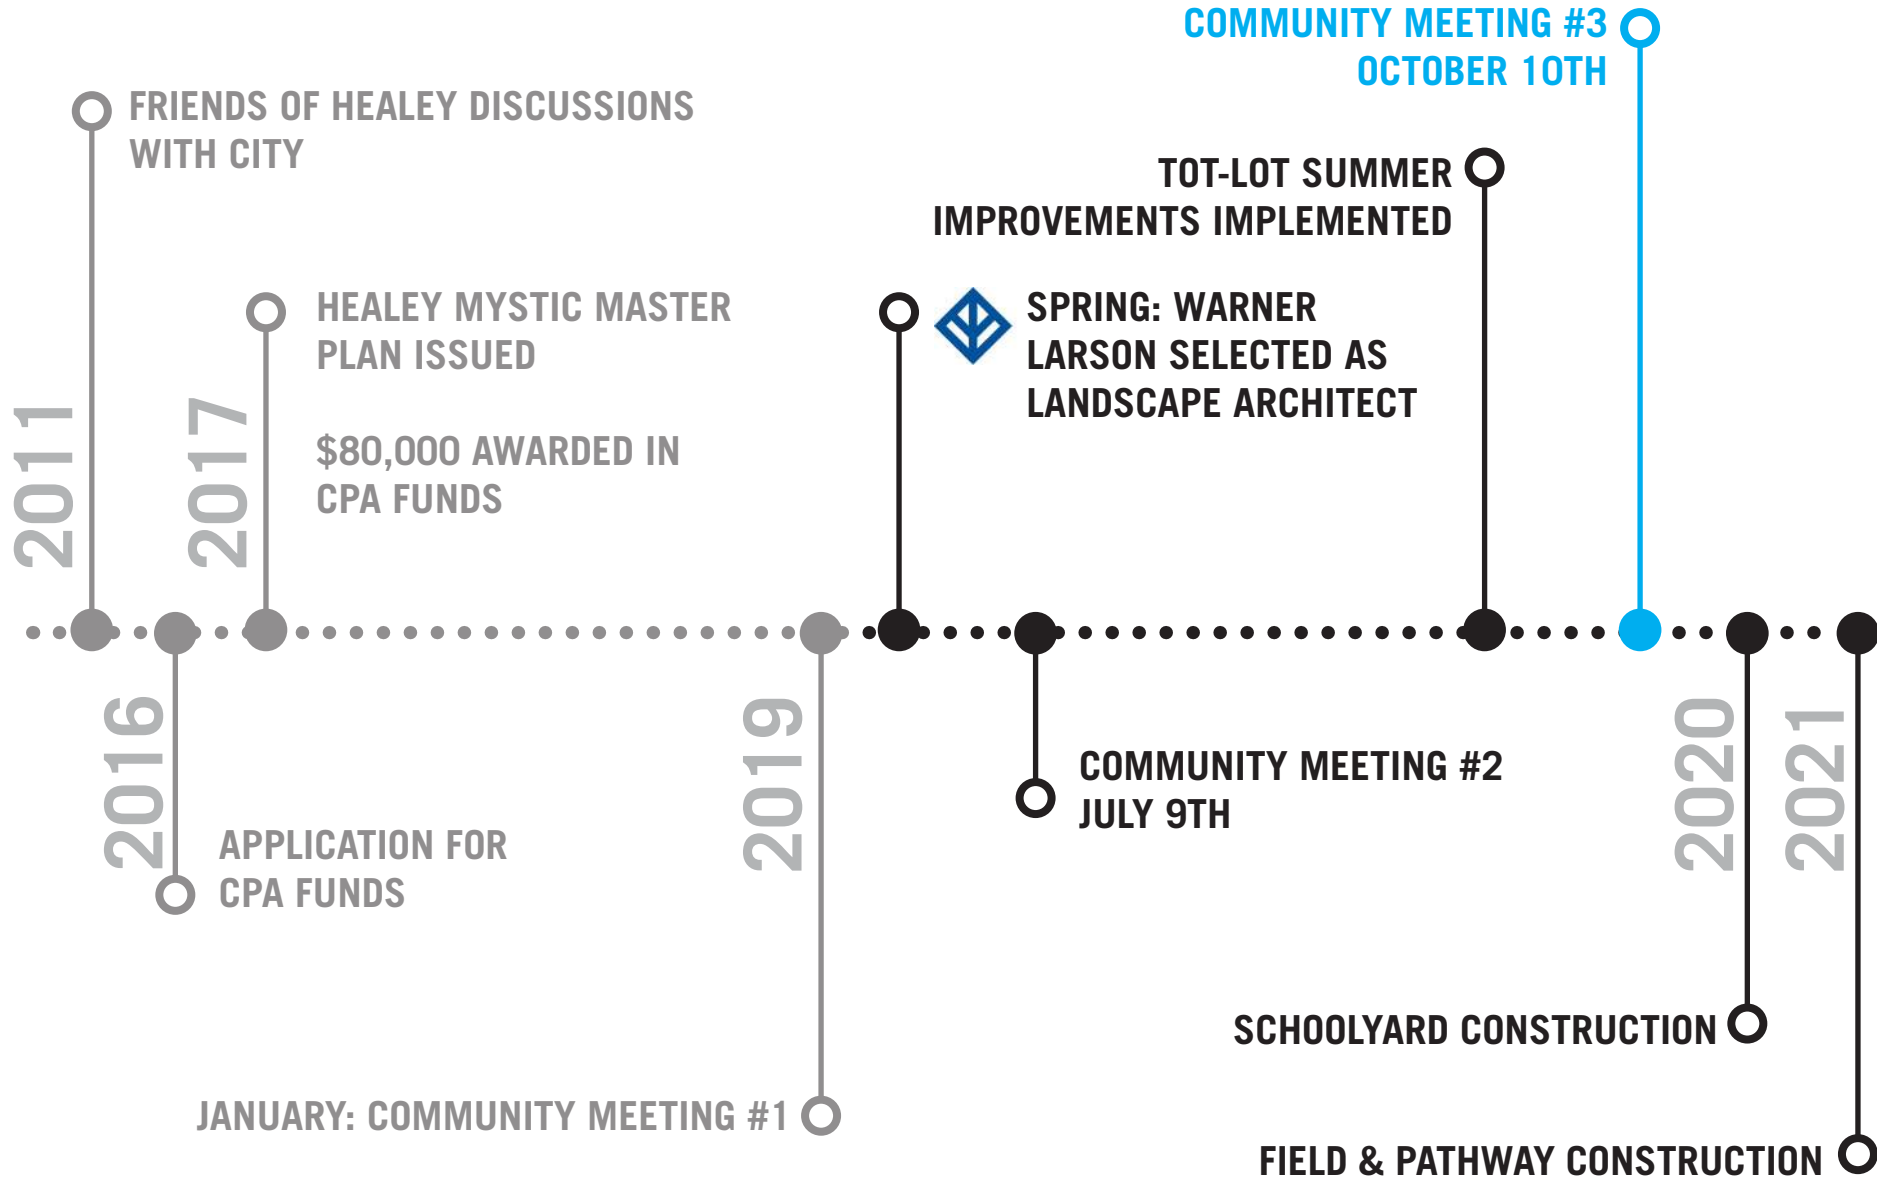 COMMUNITY MEETING #3
OCTOBER 10TH
FRIENDS OF HEALEY DISCUSSIONS
WITH CITY
TOT-LOT SUMMER
IMPROVEMENTS IMPLEMENTED
HEALEY MYSTIC MASTER
PLAN ISSUED
$80,000 AWARDED IN
CPA FUNDS
SPRING: WARNER
LARSON SELECTED AS
LANDSCAPE ARCHITECT
2011
2017
2016
2019
2020
2021
COMMUNITY MEETING #2
JULY 9TH
APPLICATION FOR
CPA FUNDS
SCHOOLYARD CONSTRUCTION
JANUARY: COMMUNITY MEETING #1
FIELD & PATHWAY CONSTRUCTION